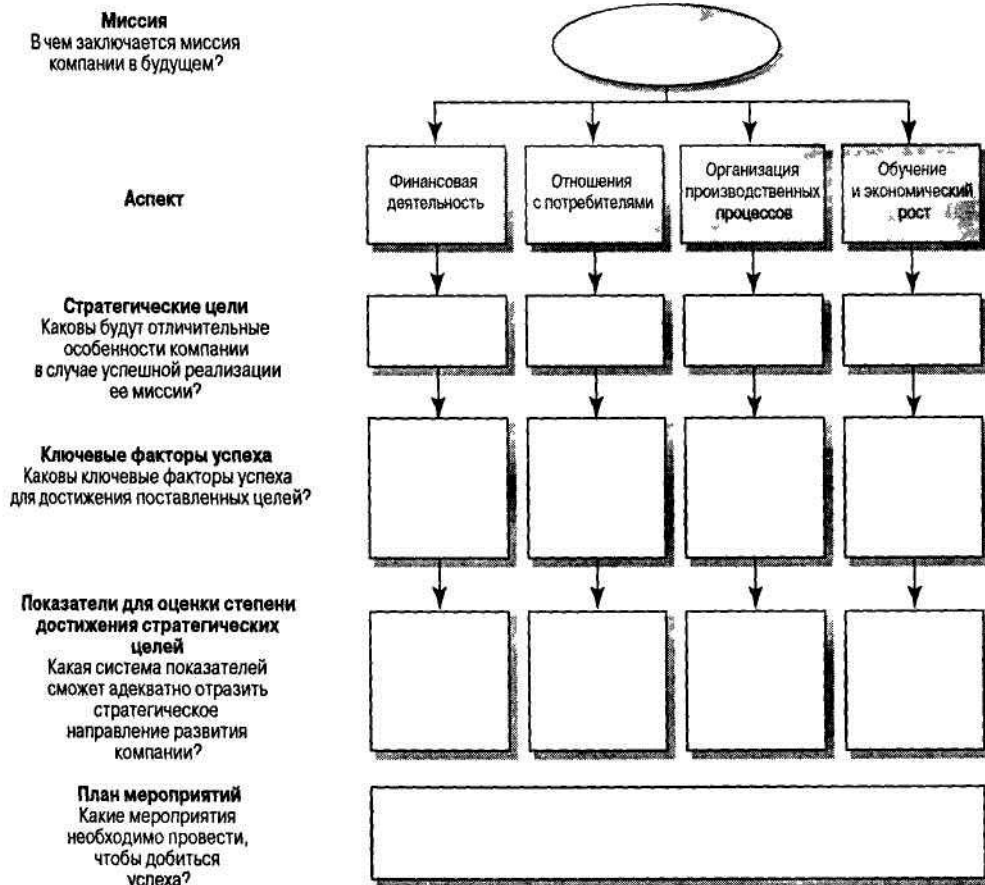 Миссия
В чем заключается миссия
компании в будущем?
Аспект
Финансовая
деятельность
Отношения
с потребителями
Организация
производственных
процессов
Обучение
и экономический
рост
Стратегические цели
Каковы будут отличительные
особенности компании
в случае успешной реализации
ее миссии?
Ключевые факторы успеха
Каковы ключевые факторы успеха
для достижения поставленных целей?
Показатели для оценки степени
достижения стратегических
целей
Какая система показателей
сможет адекватно отразить
стратегическое
направление развития
компании?
План мероприятий
Какие мероприятия
необходимо провести,
чтобы добиться
успеха?